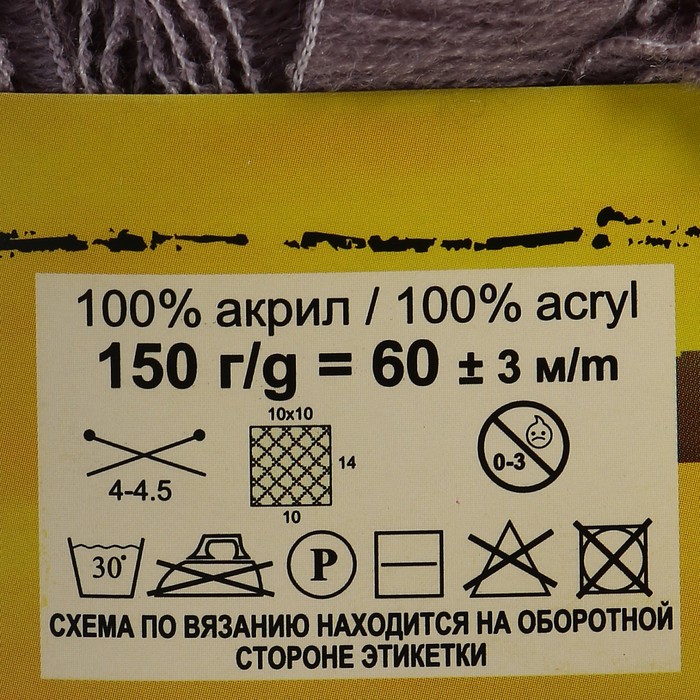 100% акрил / 100% acryl
150 г/g = 60 ± 3 м/m
10x10
14
10
4-4.5
0-3
30°
P
СХЕМА ПО ВЯЗАНИЮ НАХОДИТСЯ НА ОБОРОТНОЙ
СТОРОНЕ ЭТИКЕТКИ